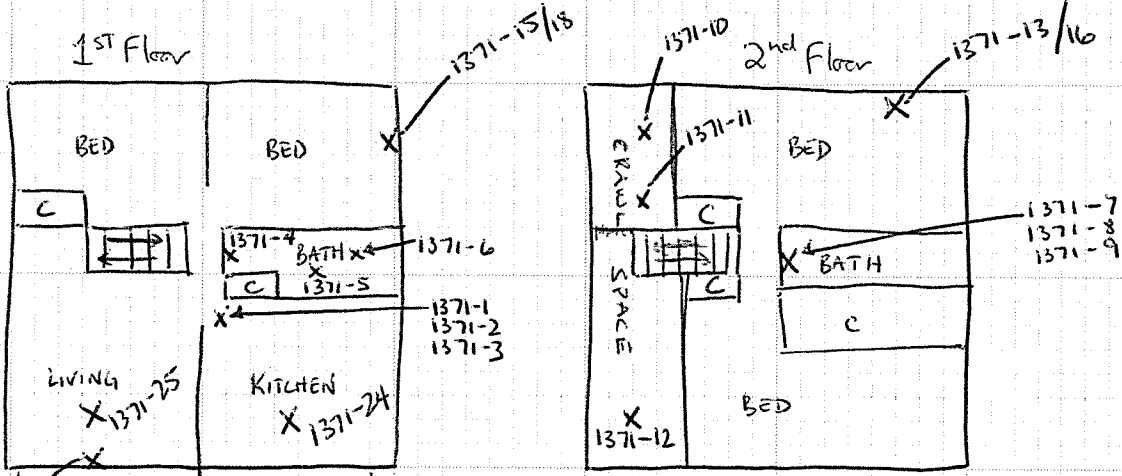 1ST Floor
1371-15/18
BED
BED
C
1371-4
BATH
1371-6
C
1371-5
1371-1
1371-2
1371-3
LIVING
1371-25
KITCHEN
1371-24
2nd Floor
1371-10
1371-13/16
1371-11
BED
CRAWL SPACE
C
1371-7
1371-8
1371-9
BATH
C
C
BED
1371-12